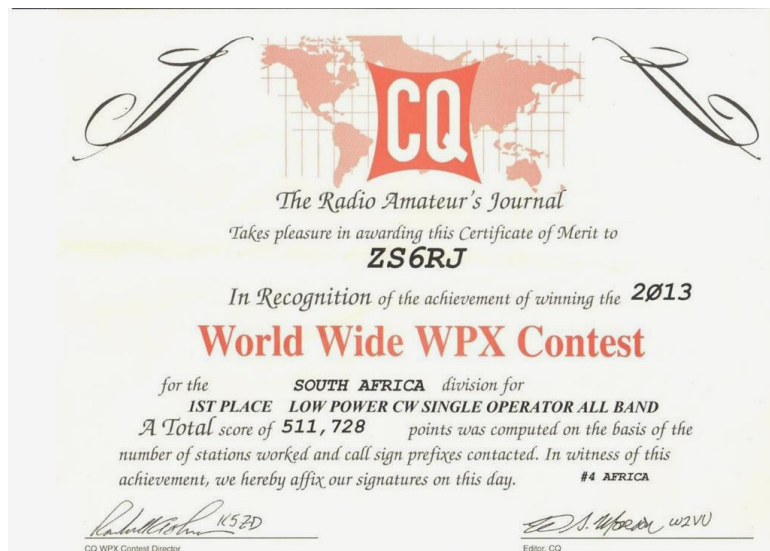 CQ
The Radio Amateur's Journal
Takes pleasure in awarding this Certificate of Merit to
ZS6RJ
In Recognition of the achievement of winning the 2Ø13
World Wide WPX Contest
for the SOUTH AFRICA division for
1ST PLACE LOW POWER CW SINGLE OPERATOR ALL BAND
A Total score of 511,728 points was computed on the basis of the
number of stations worked and call sign prefixes contacted. In witness of this
achievement, we hereby affix our signatures on this day. #4 AFRICA
K5ZD
W2VU
CQ WPX Contest Director
Editor, CQ